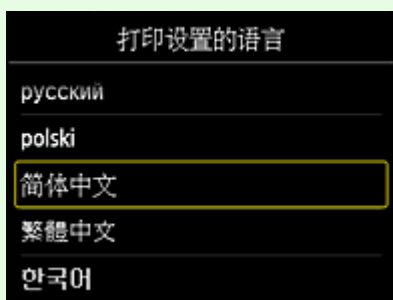 打印设置的语言
русский
polski
简体中文
繁體中文
한국어